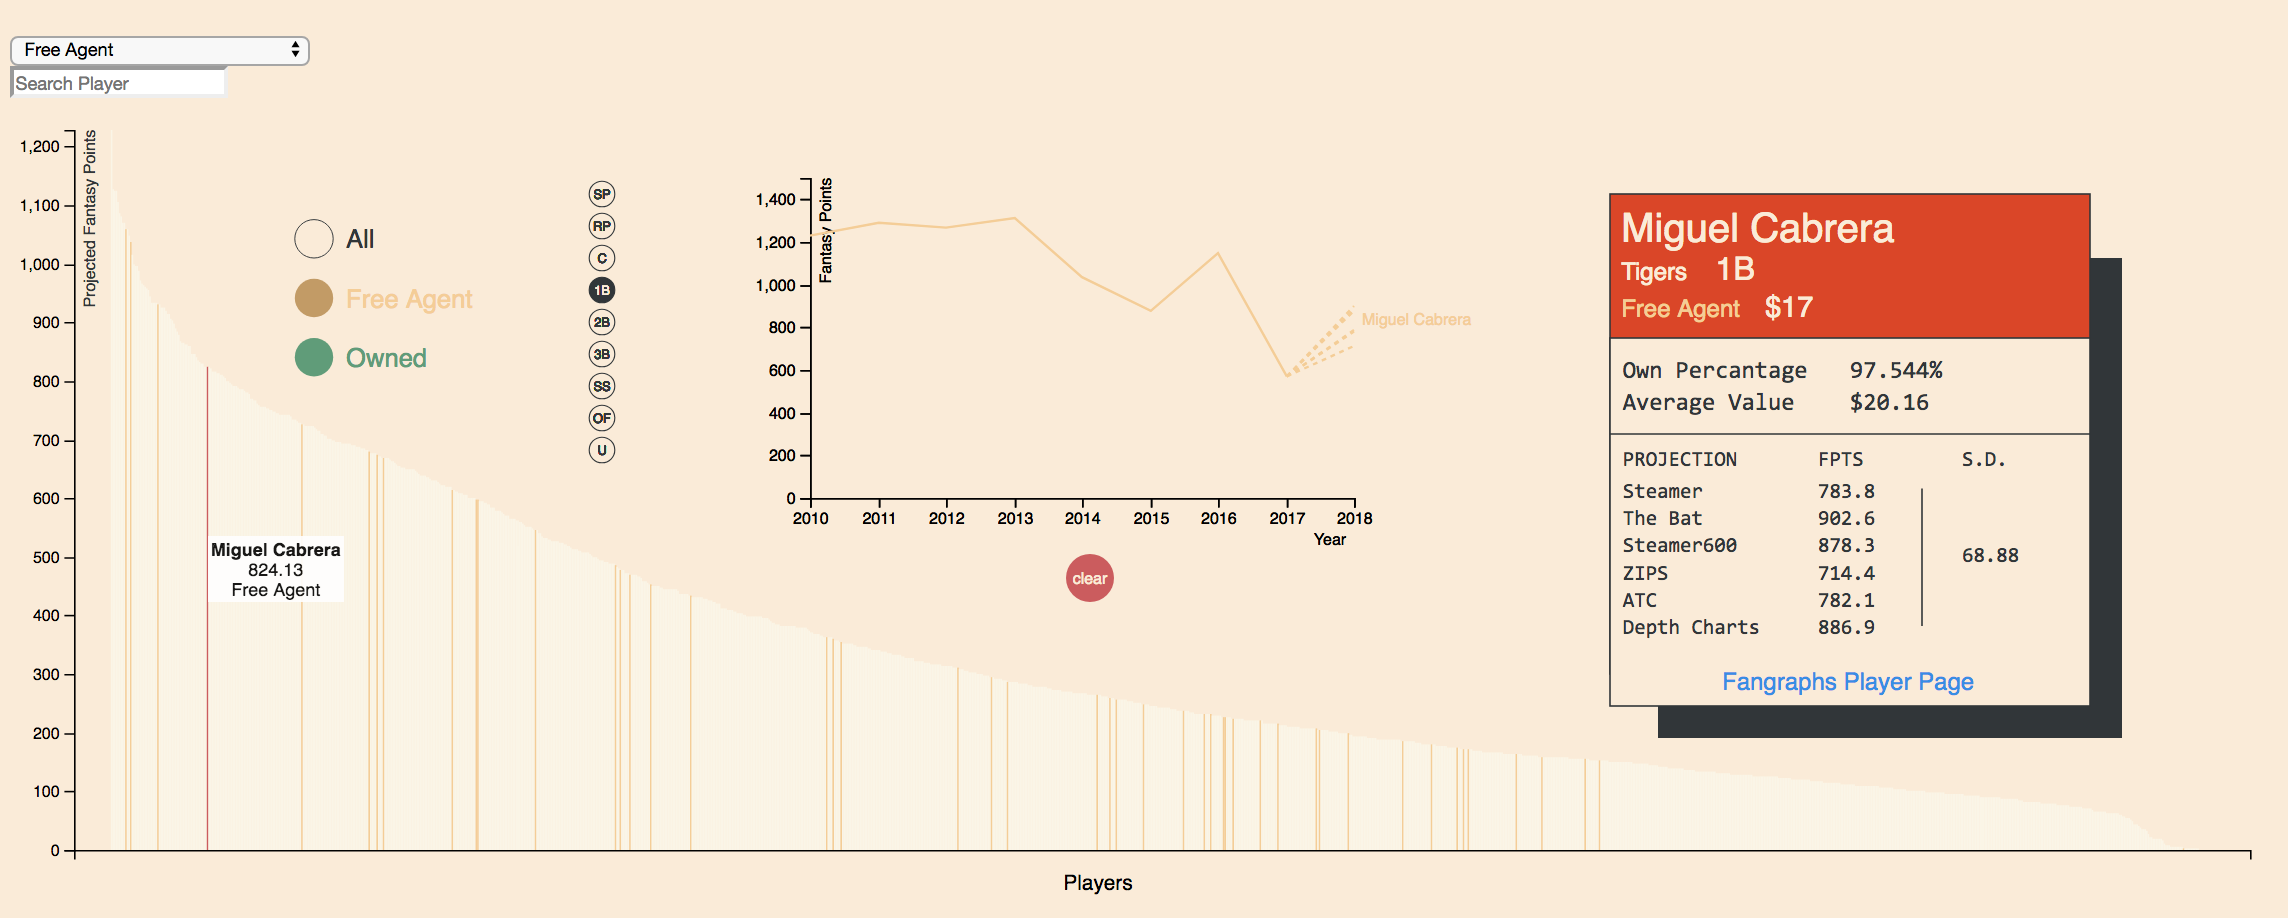 Free Agent
Search Player
Projected Fantasy Points
1,200
1,100
1,000
900
800
700
600
500
400
300
200
100
0
Players
All
Free Agent
Owned
SP
RP
C
1B
2B
3B
SS
OF
U
Miguel Cabrera
824.13
Free Agent
Fantasy Points
1,400
1,200
1,000
800
600
400
200
0
2010 2011 2012 2013 2014 2015 2016 2017 2018
Year
Miguel Cabrera
clear
Miguel Cabrera
Tigers 1B
Free Agent $17
Own Percantage 97.544%
Average Value $20.16
PROJECTION FPTS S.D.
Steamer 783.8
The Bat 902.6
Steamer600 878.3
68.88
ZIPS 714.4
ATC 782.1
Depth Charts 886.9
Fangraphs Player Page